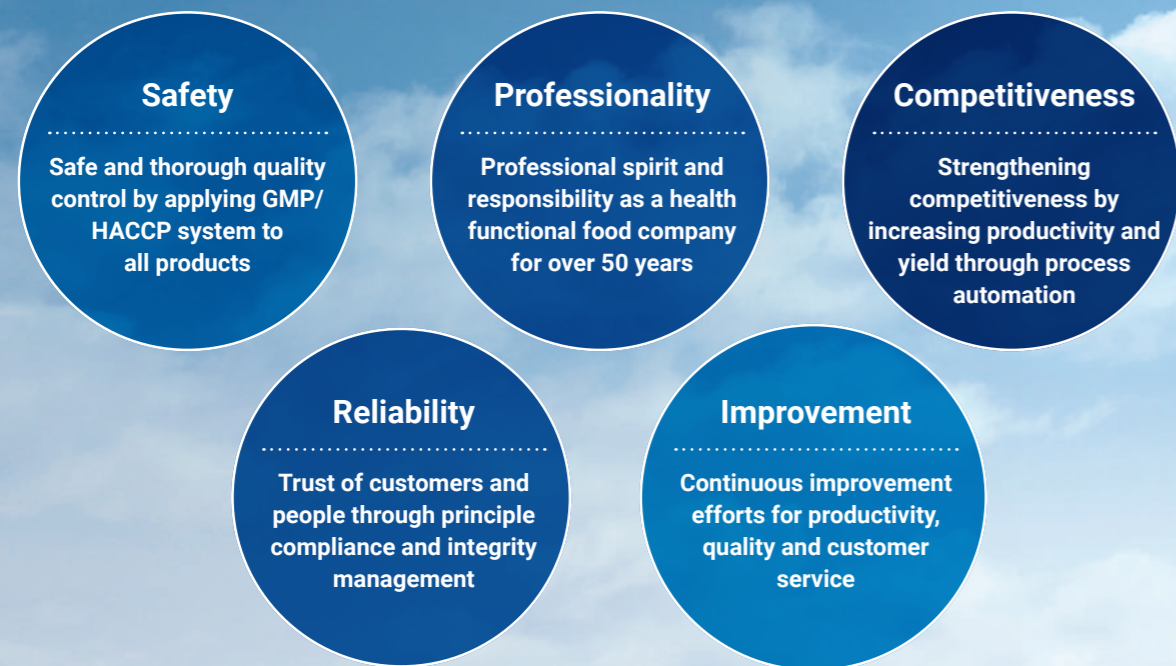 Safety
Safe and thorough quality
control by applying GMP/
HACCP system to
all products
Professionality
Professional spirit and
responsibility as a health
functional food company
for over 50 years
Competitiveness
Strengthening
competitiveness by
increasing productivity and
yield through process
automation
Reliability
Trust of customers and
people through principle
compliance and integrity
management
Improvement
Continuous improvement
efforts for productivity,
quality and customer
service